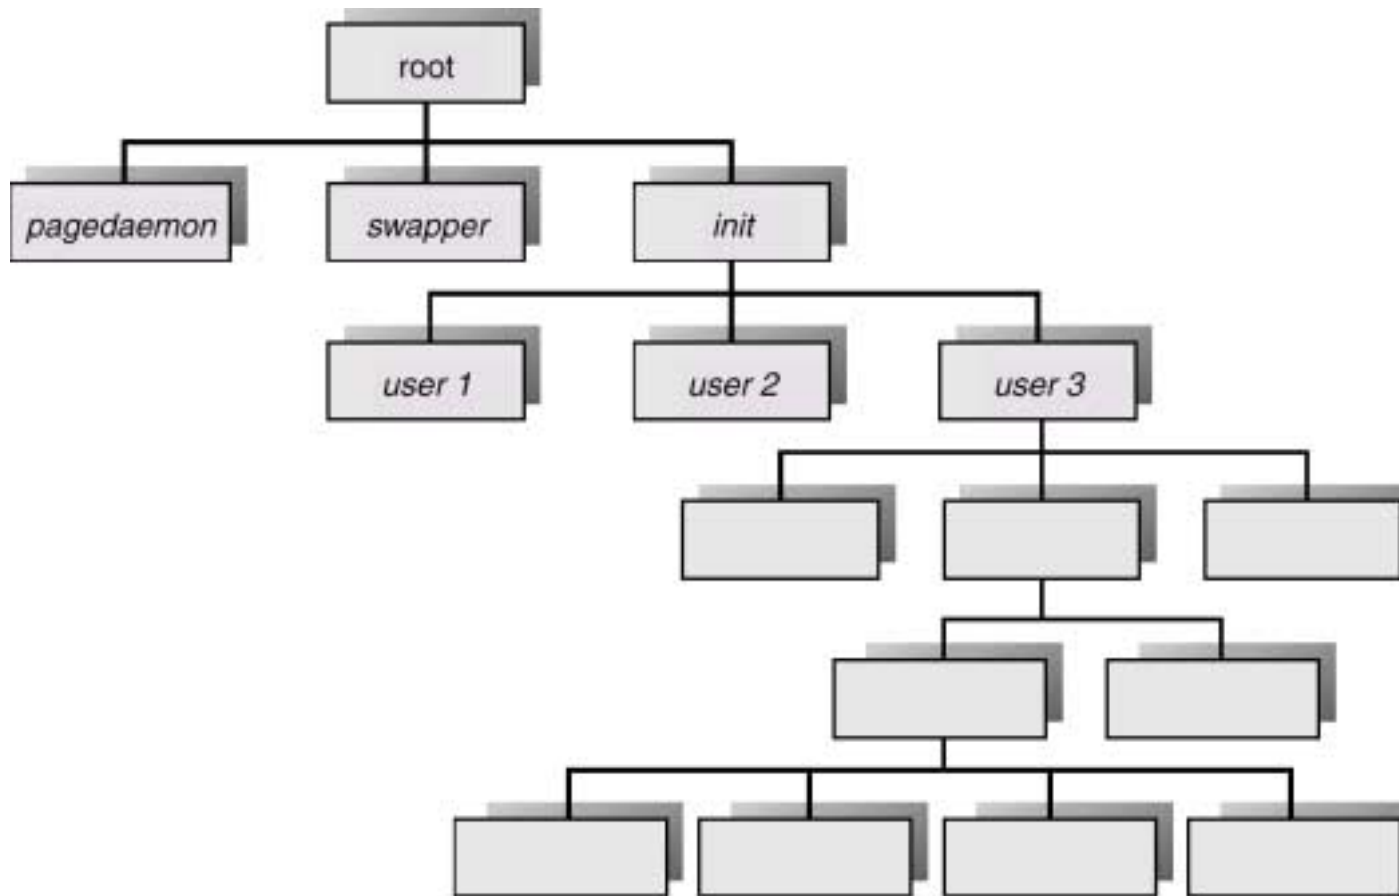 root
pagedaemon
swapper
init
user 1
user 2
user 3